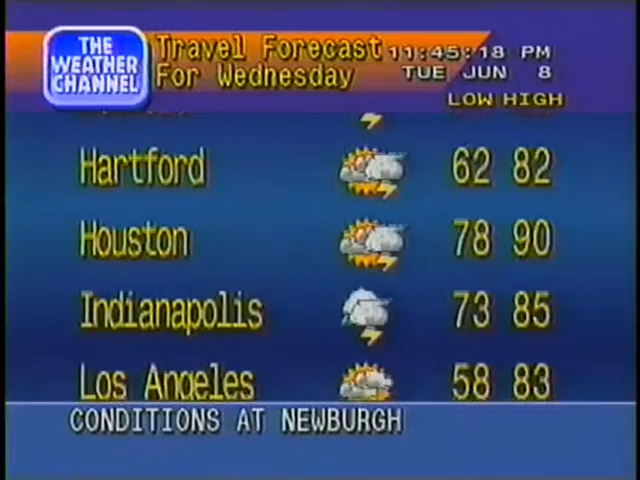 THE
WEATHER
CHANNEL
Travel Forecast 11:45:18 PM
For Wednesday TUE JUN 8
LOW HIGH
Hartford 62 82
Houston 78 90
Indianapolis 73 85
Los Angeles 58 83
CONDITIONS AT NEWBURGH